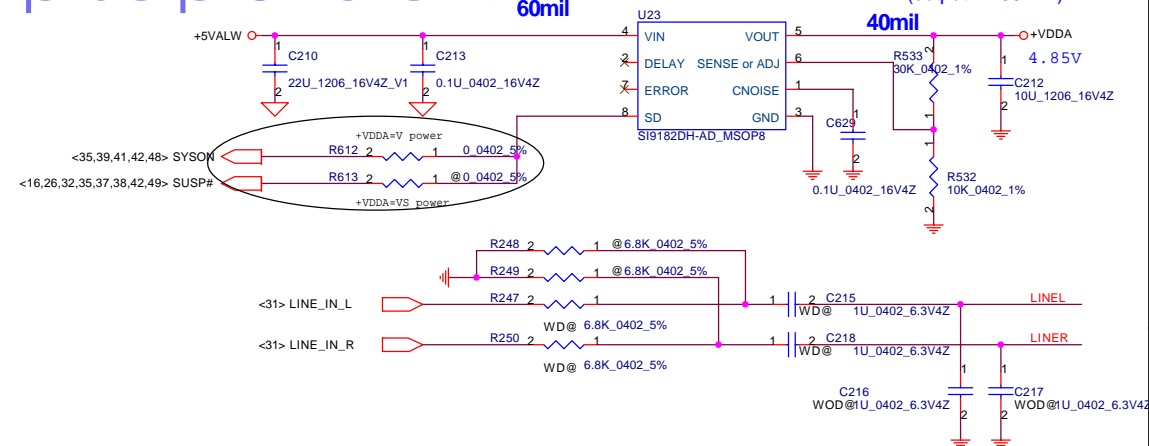 60mil
+5VALW
C210
22U_1206_16V4Z_V1
C213
0.1U_0402_16V4Z
U23
4 VIN VOUT 5
2 DELAY SENSE or ADJ 6
7 ERROR CNOISE 1
8 SD GND 3
SI9182DH-AD_MSOP8
40mil
+VDDA
4.85V
R533
30K_0402_1%
C212
10U_1206_16V4Z
C629
0.1U_0402_16V4Z
R532
10K_0402_1%
+VDDA=V power
<35,39,41,42,48> SYSON R612 2 1 0_0402_5%
<16,26,32,35,37,38,42,49> SUSP# R613 2 1 @0_0402_5%
+VDDA=VS power
R248 2 1 @6.8K_0402_5%
R249 2 1 @6.8K_0402_5%
<31> LINE_IN_L R247 2 1 1 2 C215 LINEL
WD@ 6.8K_0402_5% WD@ 1U_0402_6.3V4Z
<31> LINE_IN_R R250 2 1 1 2 C218 LINER
WD@ 6.8K_0402_5% WD@ 1U_0402_6.3V4Z
C216
WOD@1U_0402_6.3V4Z
C217
WOD@1U_0402_6.3V4Z